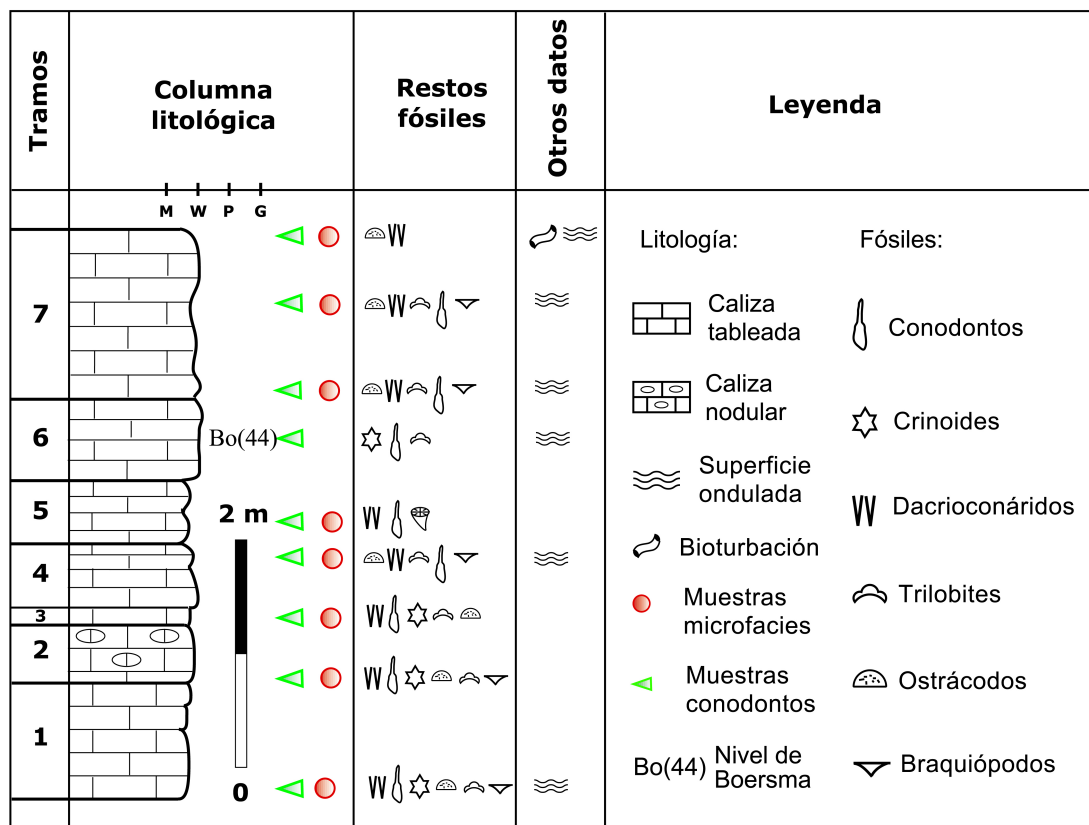 Tramos
Columna
litológica
Restos
fósiles
Otros datos
Leyenda
M W P G
7
6
Bo(44)
5
2 m
4
3
2
1
0
Litología:
Caliza
tableada
Caliza
nodular
Superficie
ondulada
Bioturbación
Muestras
microfacies
Muestras
conodontos
Bo(44) Nivel de
Boersma
Fósiles:
Conodontos
Crinoides
Dacrioconáridos
Trilobites
Ostrácodos
Braquiópodos